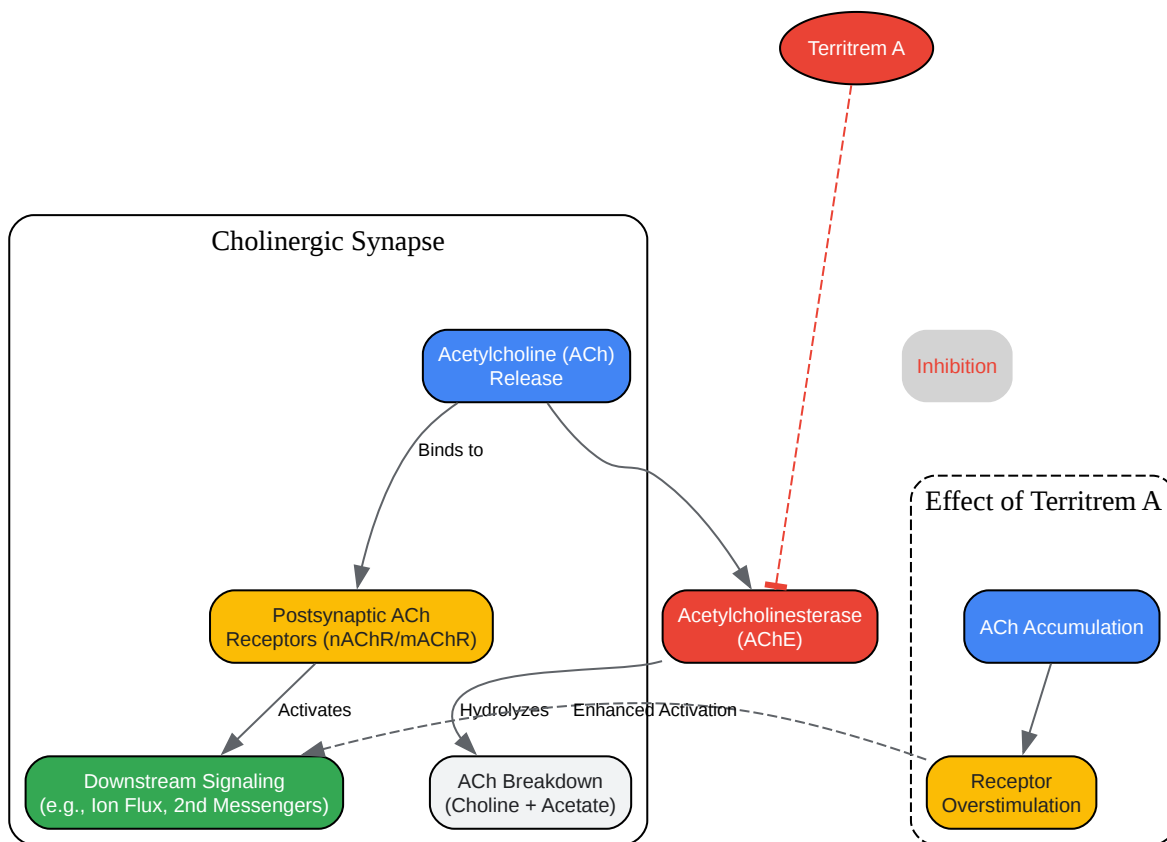 Territrem A
Cholinergic Synapse
Acetylcholine (ACh)
Release
Inhibition
Binds to
Effect of Territrem A
Postsynaptic ACh
Receptors (nAChR/mAChR)
Acetylcholinesterase
(AChE)
ACh Accumulation
Activates
Hydrolyzes
Enhanced Activation
Downstream Signaling
(e.g., Ion Flux, 2nd Messengers)
ACh Breakdown
(Choline + Acetate)
Receptor
Overstimulation